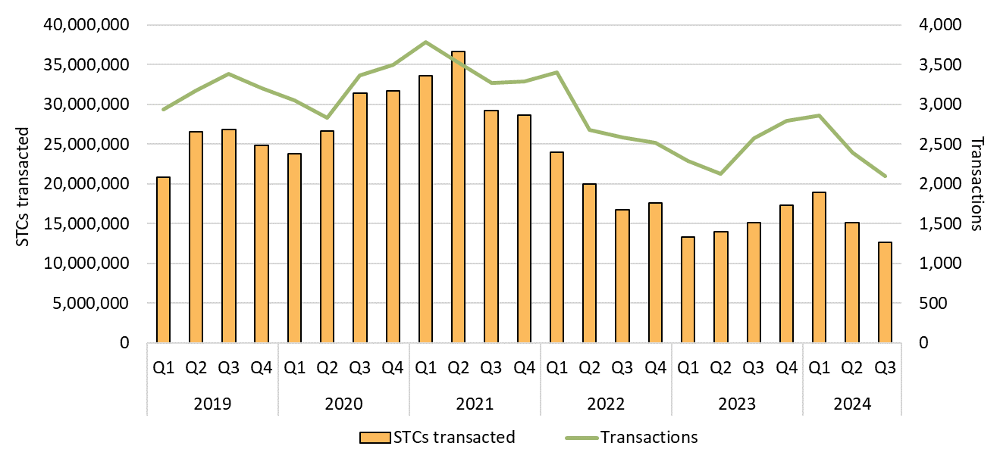 40,000,000 4,000
35,000,000 3,500
30,000,000 3,000
25,000,000 2,500
20,000,000 2,000
15,000,000 1,500
10,000,000 1,000
5,000,000 500
0 0
STCs transacted
Transactions
Q1 Q2 Q3 Q4 Q1 Q2 Q3 Q4 Q1 Q2 Q3 Q4 Q1 Q2 Q3 Q4 Q1 Q2 Q3 Q4 Q1 Q2 Q3
2019 2020 2021 2022 2023 2024
STCs transacted Transactions